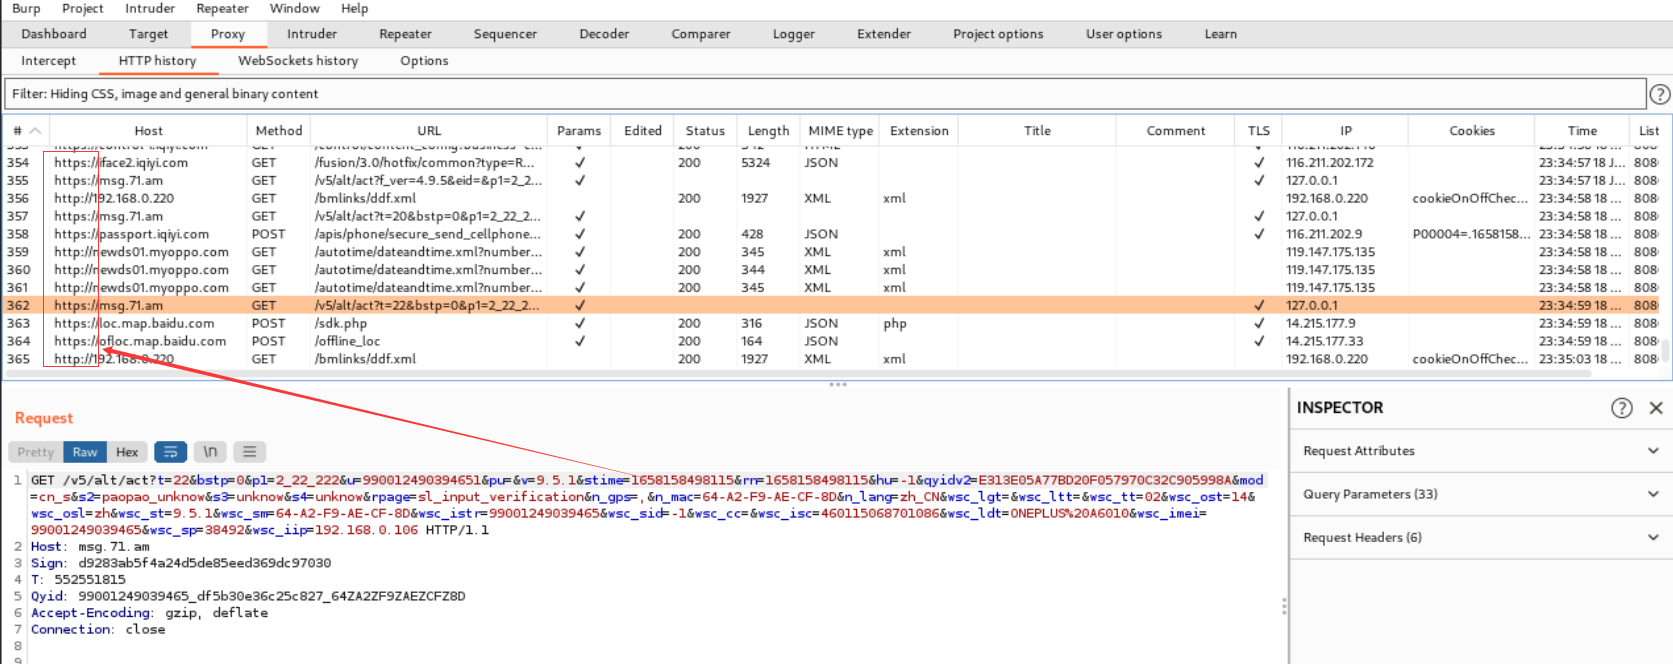 Burp Project Intruder Repeater Window Help
Dashboard Target Proxy Intruder Repeater Sequencer Decoder Comparer Logger Extender Project options User options Learn
Intercept HTTP history WebSockets history Options
Filter: Hiding CSS, image and general binary content ?
# Host Method URL Params Edited Status Length MIME type Extension Title Comment TLS IP Cookies Time List
354 https://iface2.iqiyi.com GET /fusion/3.0/hotfix/common?type=R... ✓ 200 5324 JSON ✓ 116.211.202.172 23:34:57 18 J... 808
355 https://msg.71.am GET /v5/alt/act?f_ver=4.9.5&eid=&p1=2_2... ✓ ✓ 127.0.0.1 23:34:57 18 J... 808
356 http://192.168.0.220 GET /bmlinks/ddf.xml 200 1927 XML xml 192.168.0.220 cookieOnOffChec... 23:34:58 18 ... 808
357 https://msg.71.am GET /v5/alt/act?t=20&bstp=0&p1=2_22_2... ✓ ✓ 127.0.0.1 23:34:58 18 ... 808
358 https://passport.iqiyi.com POST /apis/phone/secure_send_cellphone... ✓ 200 428 JSON ✓ 116.211.202.9 P00004=.1658158... 23:34:58 18 ... 808
359 http://newds01.myoppo.com GET /autotime/dateandtime.xml?number... ✓ 200 345 XML xml 119.147.175.135 23:34:58 18 ... 808
360 http://newds01.myoppo.com GET /autotime/dateandtime.xml?number... ✓ 200 344 XML xml 119.147.175.135 23:34:58 18 ... 808
361 http://newds01.myoppo.com GET /autotime/dateandtime.xml?number... ✓ 200 345 XML xml 119.147.175.135 23:34:58 18 ... 808
362 https://msg.71.am GET /v5/alt/act?t=22&bstp=0&p1=2_22_2... ✓ ✓ 127.0.0.1 23:34:59 18 ... 808
363 https://loc.map.baidu.com POST /sdk.php ✓ 200 316 JSON php ✓ 14.215.177.9 23:34:59 18 ... 808
364 https://ofloc.map.baidu.com POST /offline_loc ✓ 200 164 JSON ✓ 14.215.177.33 23:34:59 18 ... 808
365 http://192.168.0.220 GET /bmlinks/ddf.xml 200 1927 XML xml 192.168.0.220 cookieOnOffChec... 23:35:03 18 ... 808
Request
Pretty Raw Hex \n
1 GET /v5/alt/act?t=22&bstp=0&p1=2_22_222&u=990012490394651&pu=&v=9.5.1&stime=1658158498115&rn=1658158498115&hu=-1&qyidv2=E313E05A77BD20F057970C32C905998A&mod
=cn_s&s2=paopao_unknow&s3=unknow&s4=unknow&rpage=sl_input_verification&n_gps=,&n_mac=64-A2-F9-AE-CF-8D&n_lang=zh_CN&wsc_lgt=&wsc_ltt=&wsc_tt=02&wsc_ost=14&
wsc_osl=zh&wsc_st=9.5.1&wsc_sm=64-A2-F9-AE-CF-8D&wsc_istr=99001249039465&wsc_sid=-1&wsc_cc=&wsc_isc=460115068701086&wsc_ldt=ONEPLUS%20A6010&wsc_imei=
99001249039465&wsc_sp=38492&wsc_iip=192.168.0.106 HTTP/1.1
2 Host: msg.71.am
3 Sign: d9283ab5f4a24d5de85eed369dc97030
4 T: 552551815
5 Qyid: 99001249039465_df5b30e36c25c827_64ZA2ZF9ZAEZCFZ8D
6 Accept-Encoding: gzip, deflate
7 Connection: close
8
9
INSPECTOR ?
Request Attributes
Query Parameters (33)
Request Headers (6)